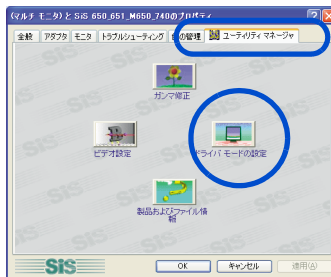 (マルチ モニタ) と SiS 650_651_M650_740のプロパティ
全般 アダプタ モニタ トラブルシューティング の管理 ユーティリティ マネージャ
ガンマ修正
ビデオ設定 ドライバ モードの設定
製品およびファイル情
報
SiS
OK キャンセル 適用(A)